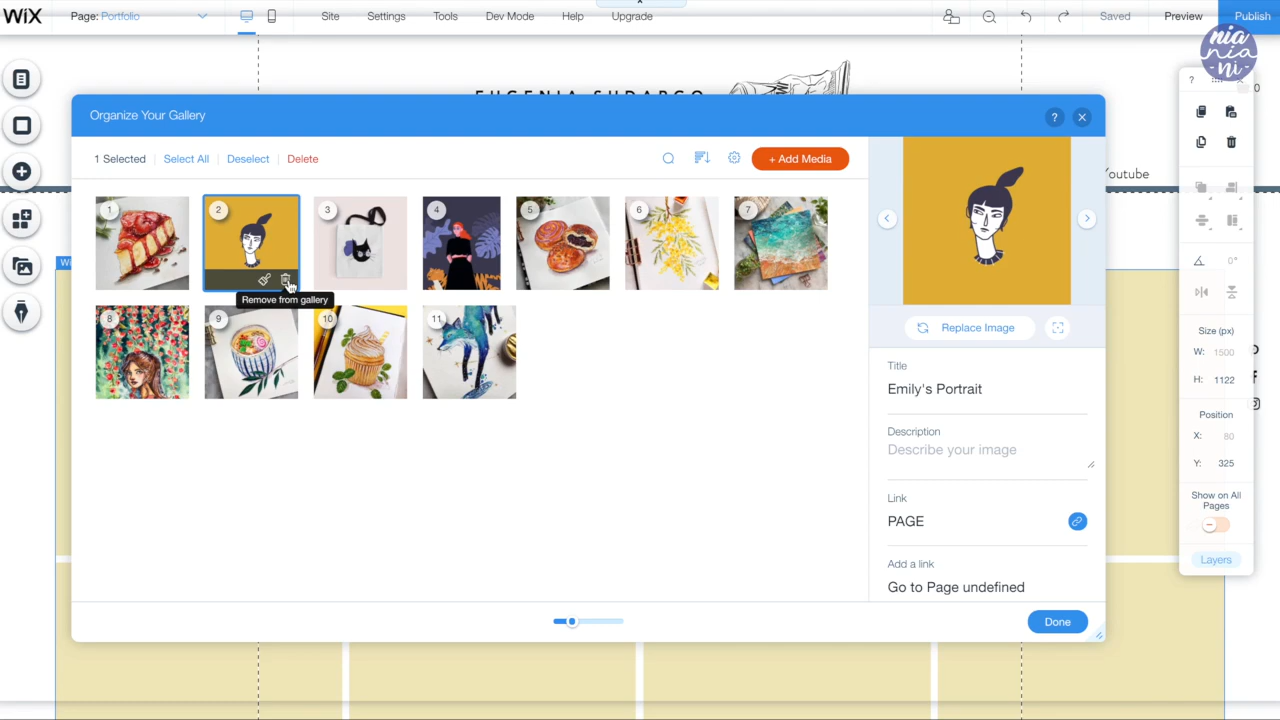 WiX
Page: Portfolio
Site
Settings
Tools
Dev Mode
Help
Upgrade
Saved
Preview
Publish
nia
nia
-ni-
Organize Your Gallery
?
?
0
1 Selected
Select All
Deselect
Delete
+ Add Media
Youtube
1
2
3
4
5
6
7
Remove from gallery
8
9
10
11
Replace Image
Title
Emily's Portrait
Description
Describe your image
Link
PAGE
Add a link
Go to Page undefined
Done
0°
Size (px)
W: 1500
H: 1122
Position
X: 80
Y: 325
Show on All
Pages
Layers